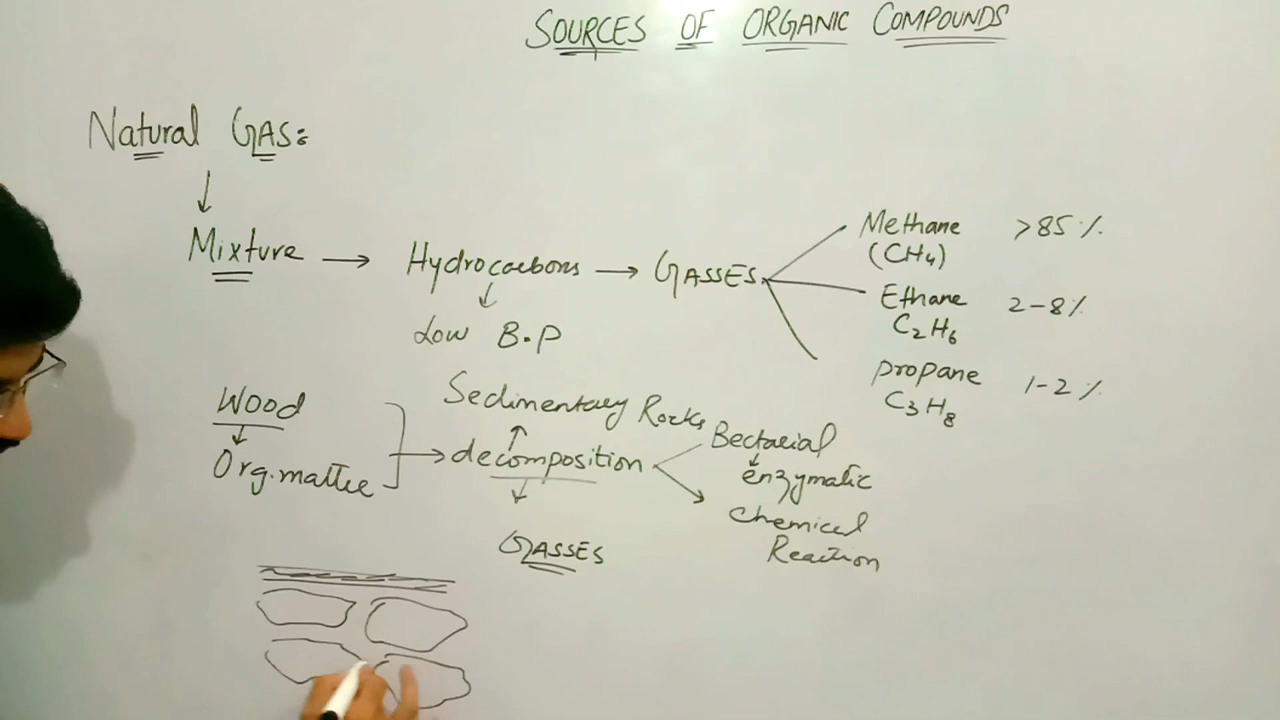 SOURCES OF ORGANIC COMPOUNDS
Natural GAS:
Mixture → Hydrocarbons → GASSES
Low B.P
Methane >85%
(CH4)
Ethane 2-8%
C2H6
propane 1-2%
C3H8
Wood
Org.matter
Sedimentary Rocks
decomposition
GASSES
Bectarial
enzymatic
Chemical
Reaction